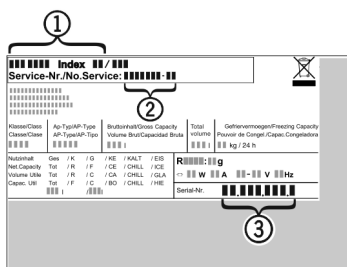 1
Index /
Service-Nr./No.Service: -
2
Klasse/Class Ap-Typ/AP-Type Bruttoinhalt/Gross Capacity Total Gefriervermoegen/Freezing Capacity
Classe/Clase AP-Type/AP-Tipo Volume Brut/Capacidad Bruta volume Pouvoir de Congel./Capac.Congeladora
l l kg / 24 h
Nutzinhalt Ges / K / G / KE / KALT / EIS
Net.Capacity Tot / R / F / CE / CHILL / ICE
Volume Utile Tot / R / C / CA / CHILL / GLA
Capac. Util Tot / F / C / BO / CHILL / HIE
l / l
R : g
W A - V Hz
Serial-Nr. . . .
3